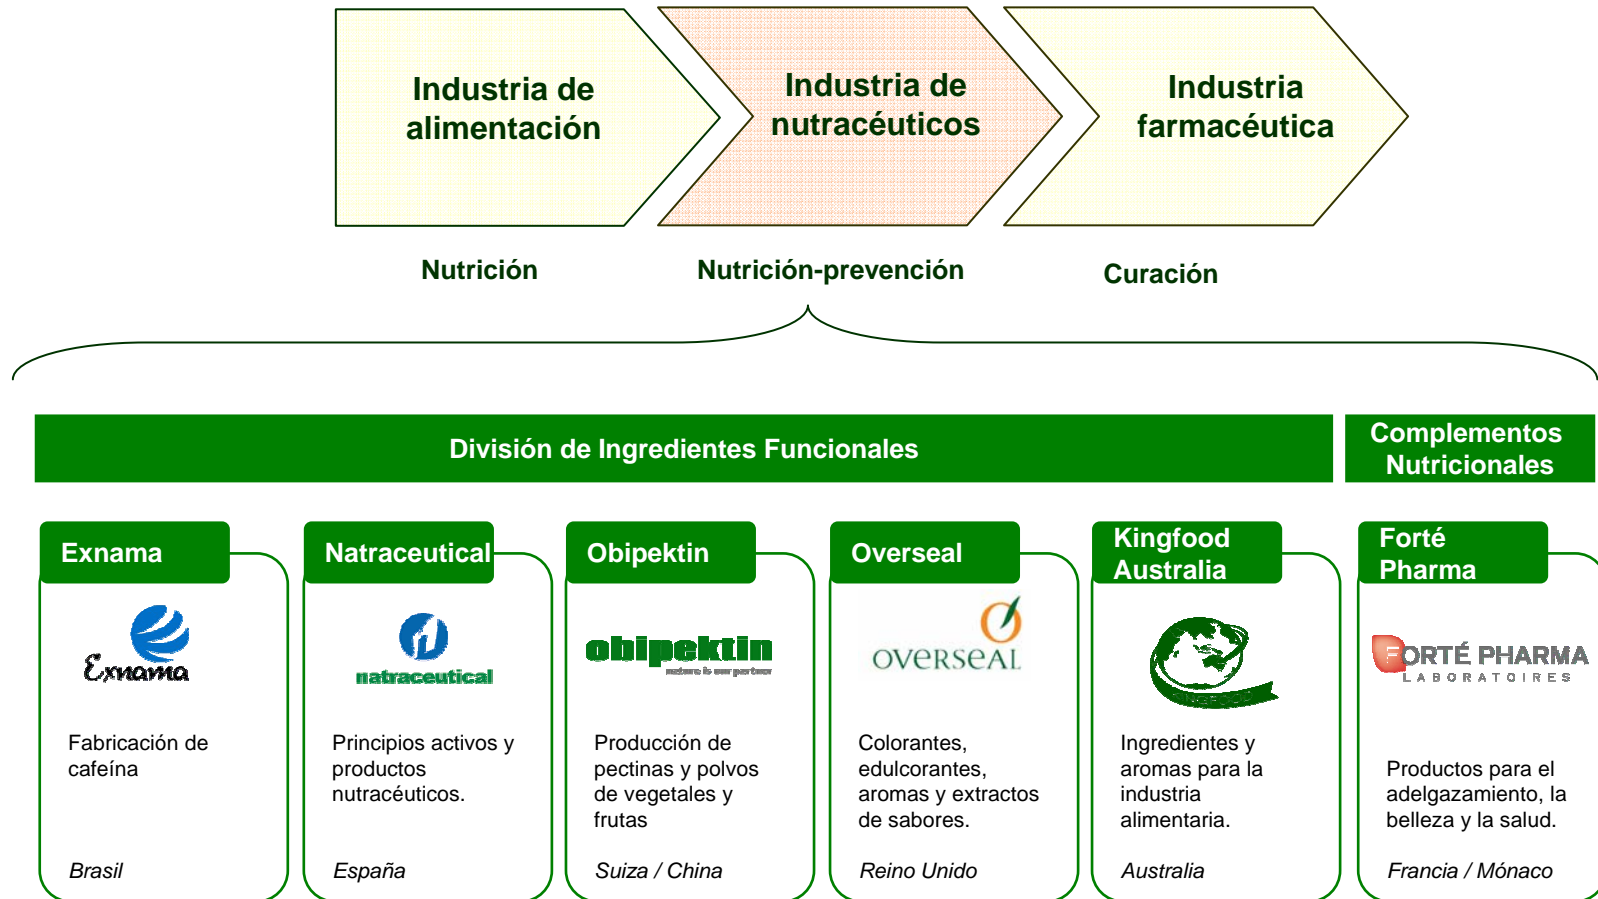 Industria de
alimentación
Industria de
nutracéuticos
Industria
farmacéutica
Nutrición
Nutrición-prevención
Curación
División de Ingredientes Funcionales
Complementos
Nutricionales
Exnama
Exnama
Fabricación de
cafeína
Brasil
Natraceutical
natraceutical
Principios activos y
productos
nutracéuticos.
España
Obipektin
obipektin
nature is our partner
Producción de
pectinas y polvos
de vegetales y
frutas
Suiza / China
Overseal
OVERSEAL
Colorantes,
edulcorantes,
aromas y extractos
de sabores.
Reino Unido
Kingfood
Australia
Ingredientes y
aromas para la
industria
alimentaria.
Australia
Forté
Pharma
FORTÉ PHARMA
LABORATOIRES
Productos para el
adelgazamiento, la
belleza y la salud.
Francia / Mónaco